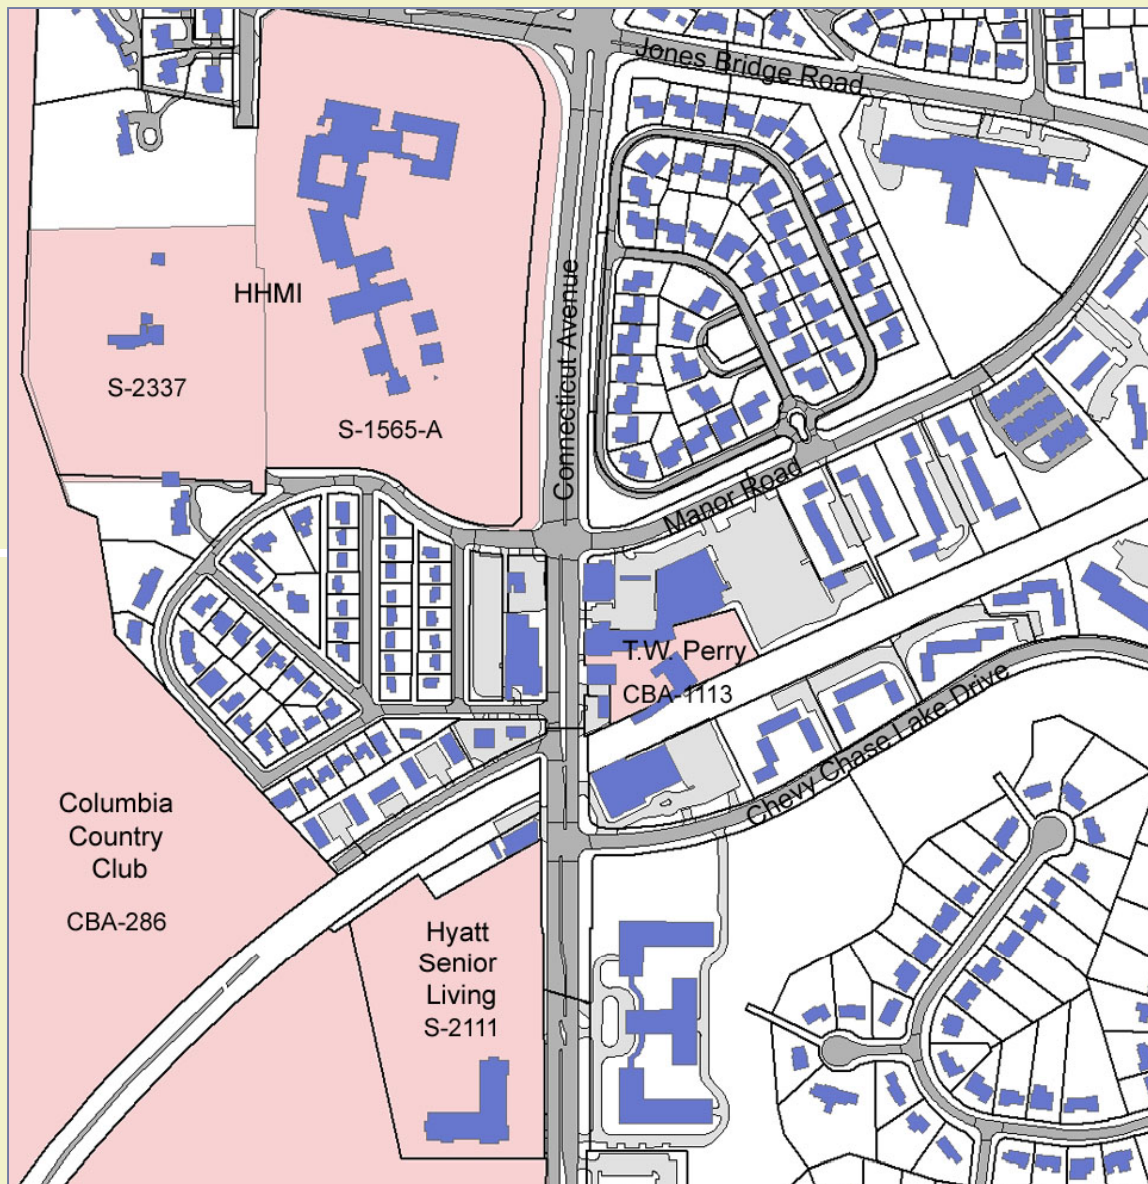 Jones Bridge Road
HHMI
Connecticut Avenue
S-2337
S-1565-A
Manor Road
T.W. Perry
CBA-1113
Chevy Chase Lake Drive
Columbia
Country
Club
CBA-286
Hyatt
Senior
Living
S-2111